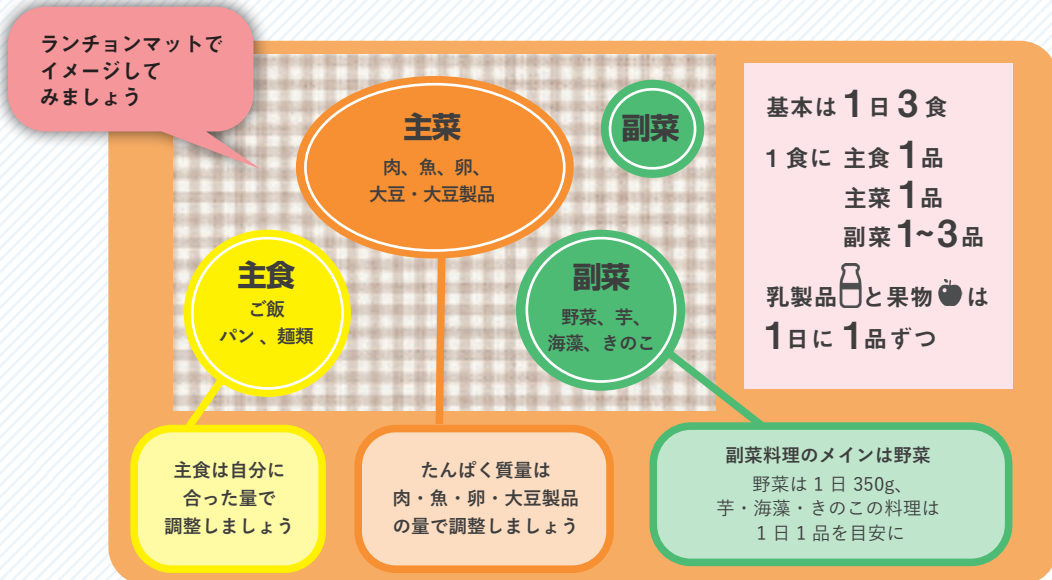 ランチョンマットで
イメージして
みましょう
主菜
肉、魚、卵、
大豆・大豆製品
副菜
主食
ご飯
パン、麺類
副菜
野菜、芋、
海藻、きのこ
基本は1日3食
1食に 主食1品
主菜1品
副菜1~3品
乳製品と果物は
1日に1品ずつ
主食は自分に
合った量で
調整しましょう
たんぱく質量は
肉・魚・卵・大豆製品
の量で調整しましょう
副菜料理のメインは野菜
野菜は1日350g、
芋・海藻・きのこの料理は
1日1品を目安に